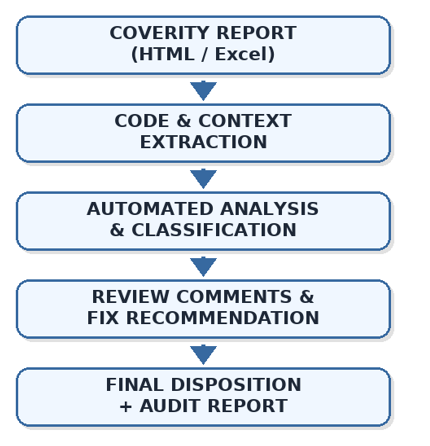 COVERITY REPORT
(HTML / Excel)
CODE & CONTEXT
EXTRACTION
AUTOMATED ANALYSIS
& CLASSIFICATION
REVIEW COMMENTS &
FIX RECOMMENDATION
FINAL DISPOSITION
+ AUDIT REPORT